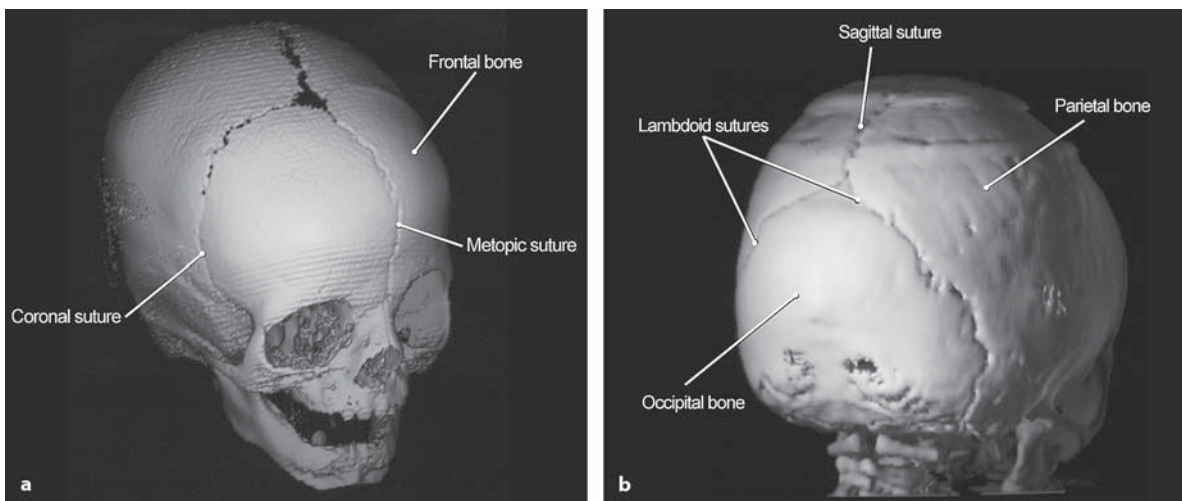 Frontal bone
Metopic suture
Coronal suture
a
Sagittal suture
Parietal bone
Lambdoid sutures
Occipital bone
b